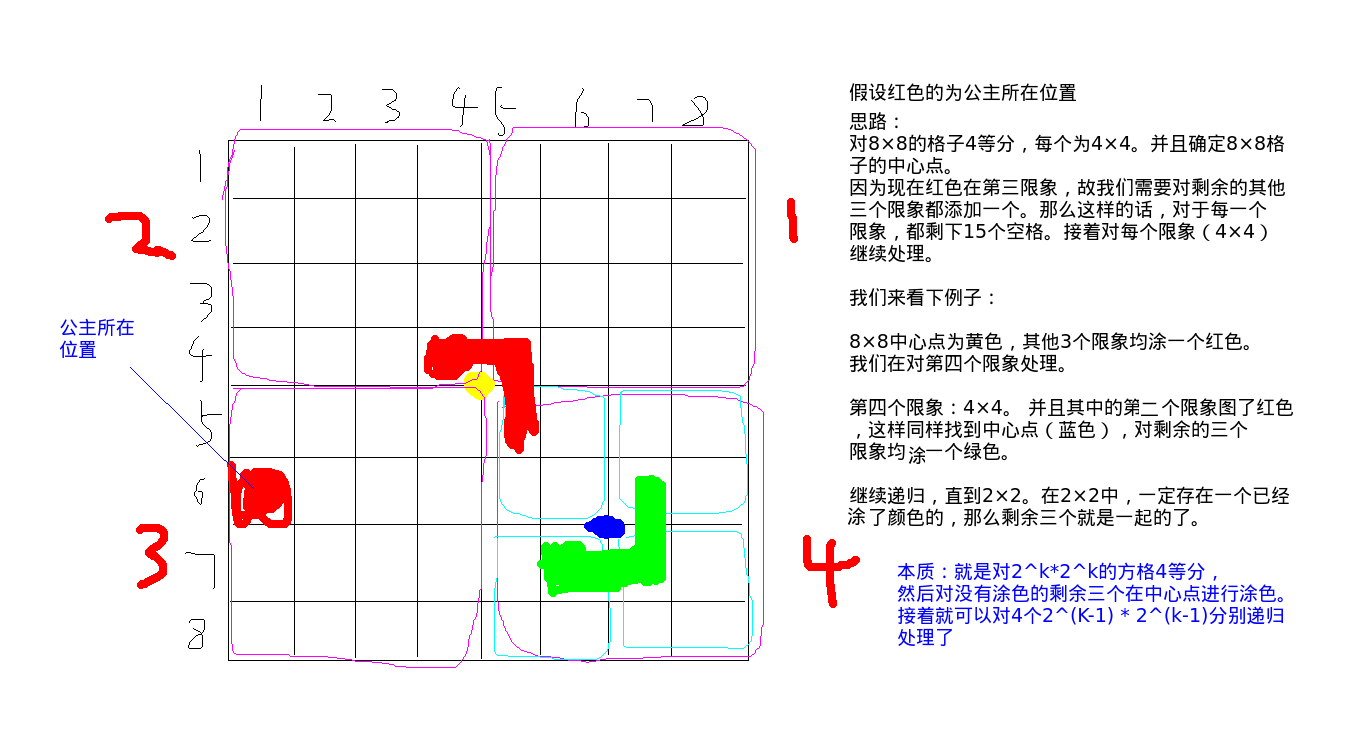 1 2 3 4 5 6 7 8
1
2
3
4
5
6
7
8
2
1
3
4
公主所在
位置
假设红色的为公主所在位置
思路：
对8×8的格子4等分，每个为4×4。并且确定8×8格
子的中心点。
因为现在红色在第三限象，故我们需要对剩余的其他
三个限象都添加一个。那么这样的话，对于每一个
限象，都剩下15个空格。接着对每个限象（4×4）
继续处理。
我们来看下例子：
8×8中心点为黄色，其他3个限象均涂一个红色。
我们在对第四个限象处理。
第四个限象：4×4。 并且其中的第二个限象图了红色
，这样同样找到中心点（蓝色），对剩余的三个
限象均涂一个绿色。
继续递归，直到2×2。在2×2中，一定存在一个已经
涂了颜色的，那么剩余三个就是一起的了。
本质：就是对2^k*2^k的方格4等分，
然后对没有涂色的剩余三个在中心点进行涂色。
接着就可以对4个2^(K-1) * 2^(k-1)分别递归
处理了